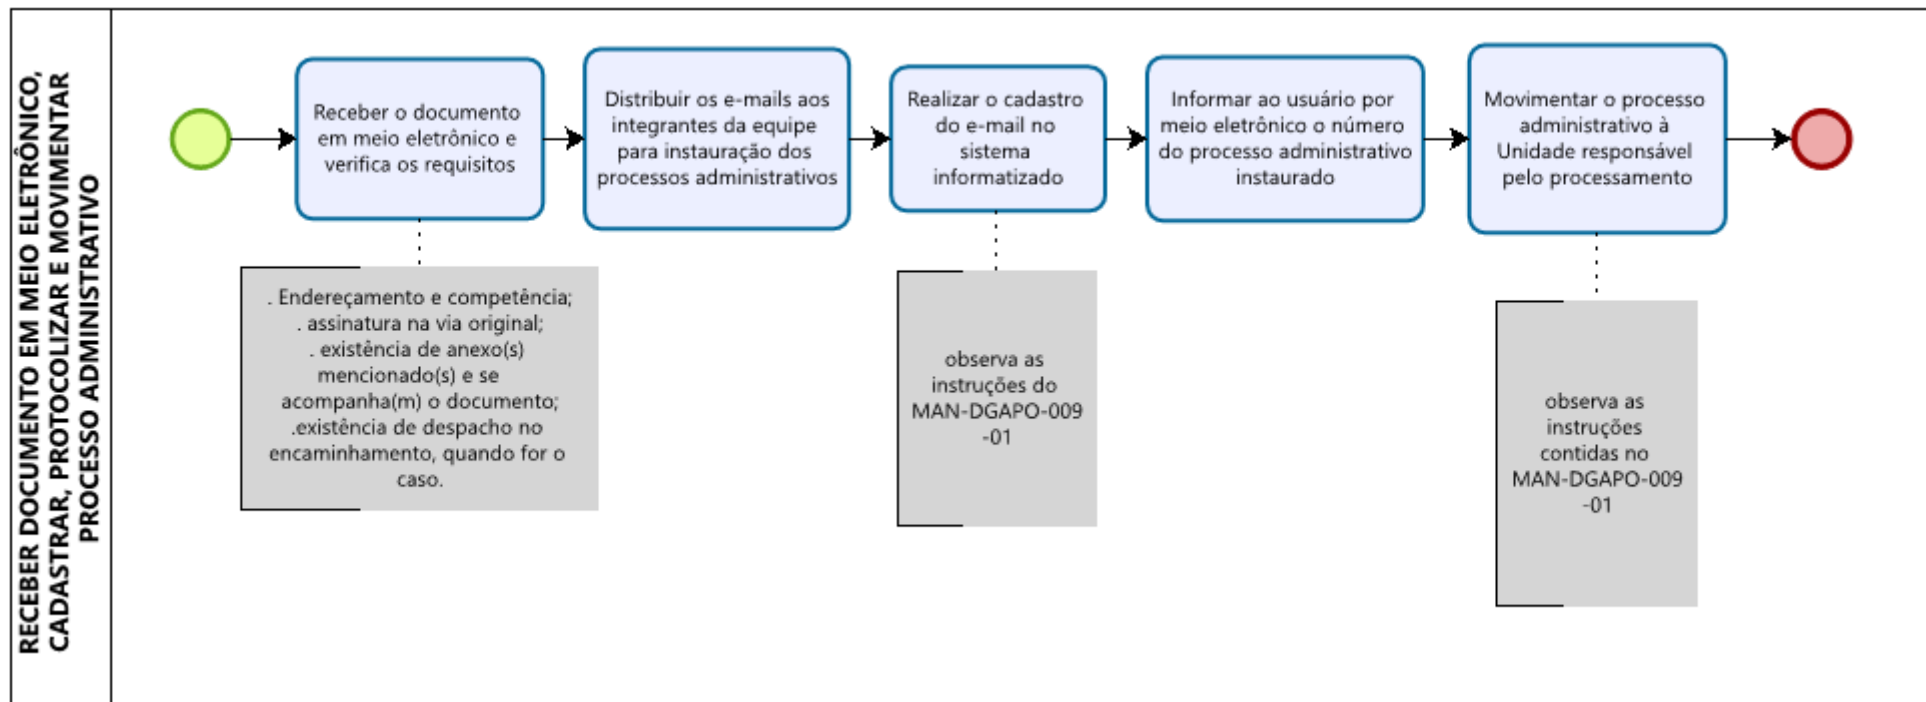 RECEBER DOCUMENTO EM MEIO ELETRÔNICO,
CADASTRAR, PROTOCOLIZAR E MOVIMENTAR
PROCESSO ADMINISTRATIVO
Receber o documento
em meio eletrônico e
verifica os requisitos
Distribuir os e-mails aos
integrantes da equipe
para instauração dos
processos administrativos
Realizar o cadastro
do e-mail no
sistema
informatizado
Informar ao usuário por
meio eletrônico o número
do processo administrativo
instaurado
Movimentar o processo
administrativo à
Unidade responsável
pelo processamento
. Endereçamento e competência;
. assinatura na via original;
. existência de anexo(s)
mencionado(s) e se
acompanha(m) o documento;
.existência de despacho no
encaminhamento, quando for o
caso.
observa as
instruções do
MAN-DGAPO-009
-01
observa as
instruções
contidas no
MAN-DGAPO-009
-01